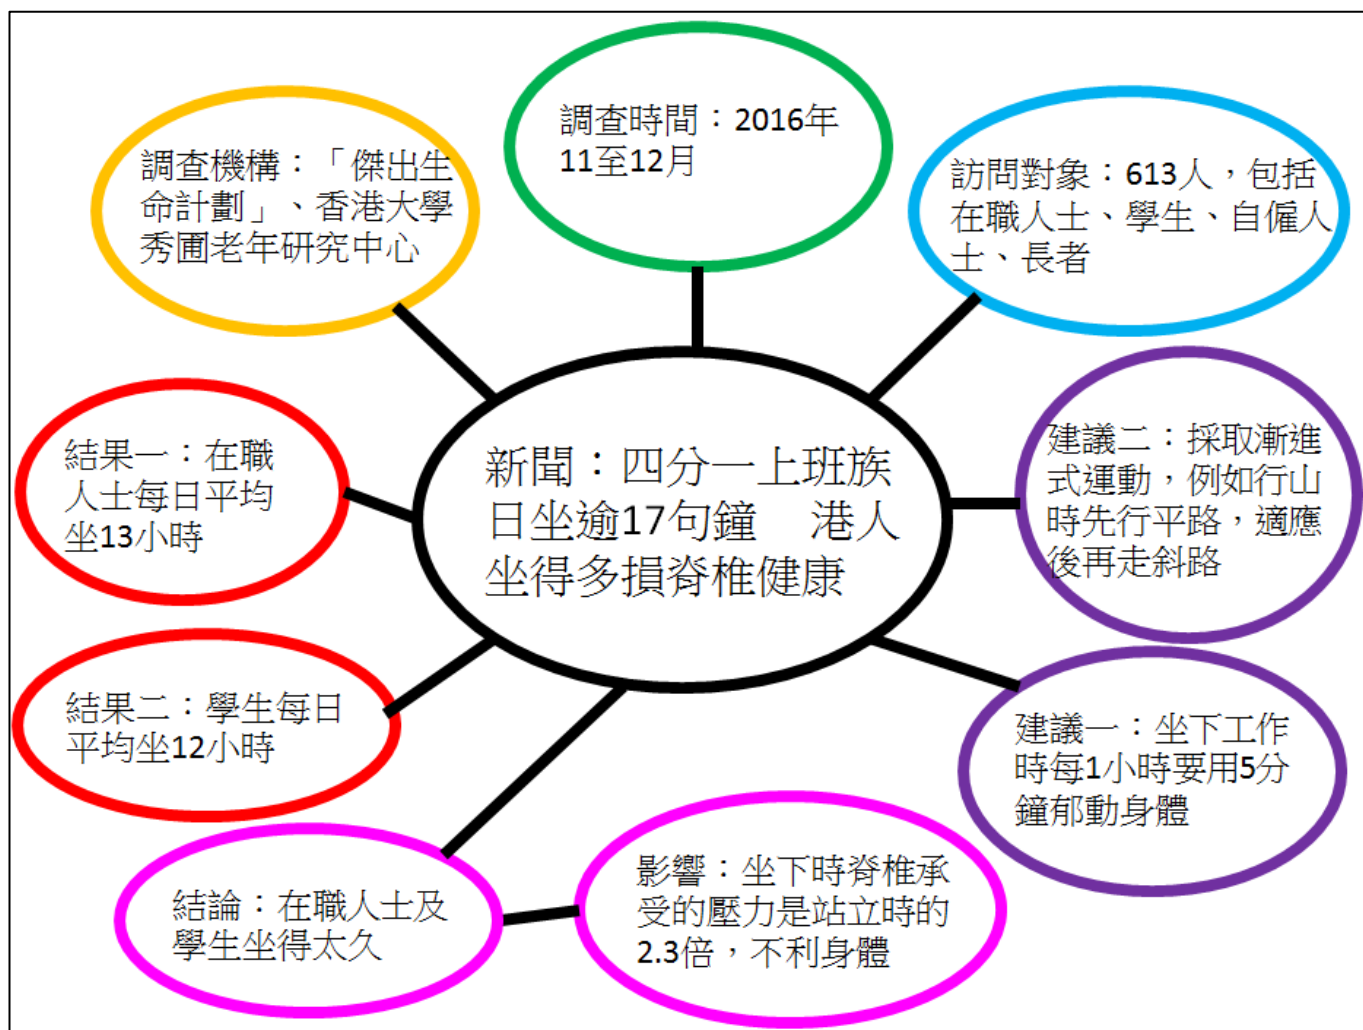 調查時間：2016年
11至12月
調查機構：「傑出生
命計劃」、香港大學
秀圃老年研究中心
訪問對象：613人，包括
在職人士、學生、自僱人
士、長者
新聞：四分一上班族
日坐逾17句鐘　港人
坐得多損脊椎健康
結果一：在職
人士每日平均
坐13小時
建議二：採取漸進
式運動，例如行山
時先行平路，適應
後再走斜路
結果二：學生每日
平均坐12小時
建議一：坐下工作
時每1小時要用5分
鐘郁動身體
結論：在職人士及
學生坐得太久
影響：坐下時脊椎承
受的壓力是站立時的
2.3倍，不利身體